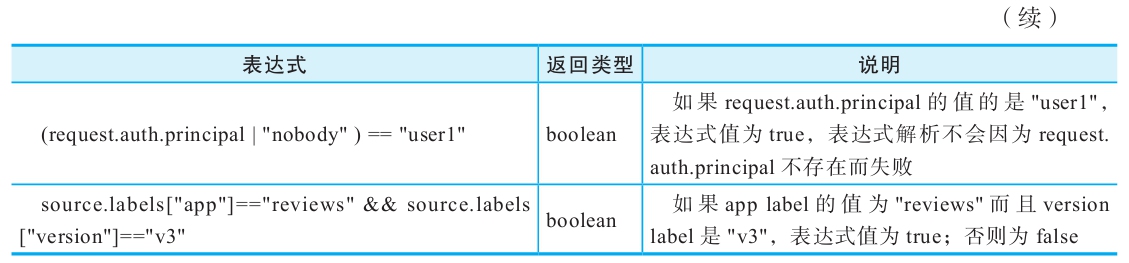 （续）
表达式 返回类型 说明
(request.auth.principal | "nobody" ) == "user1" boolean 如果 request.auth.principal 的值的是 "user1",
表达式值为 true，表达式解析不会因为 request.
auth.principal 不存在而失败
source.labels["app"]=="reviews" && source.labels
["version"]=="v3" boolean 如果 app label 的值为 "reviews" 而且 version
label 是 "v3"，表达式值为 true；否则为 false